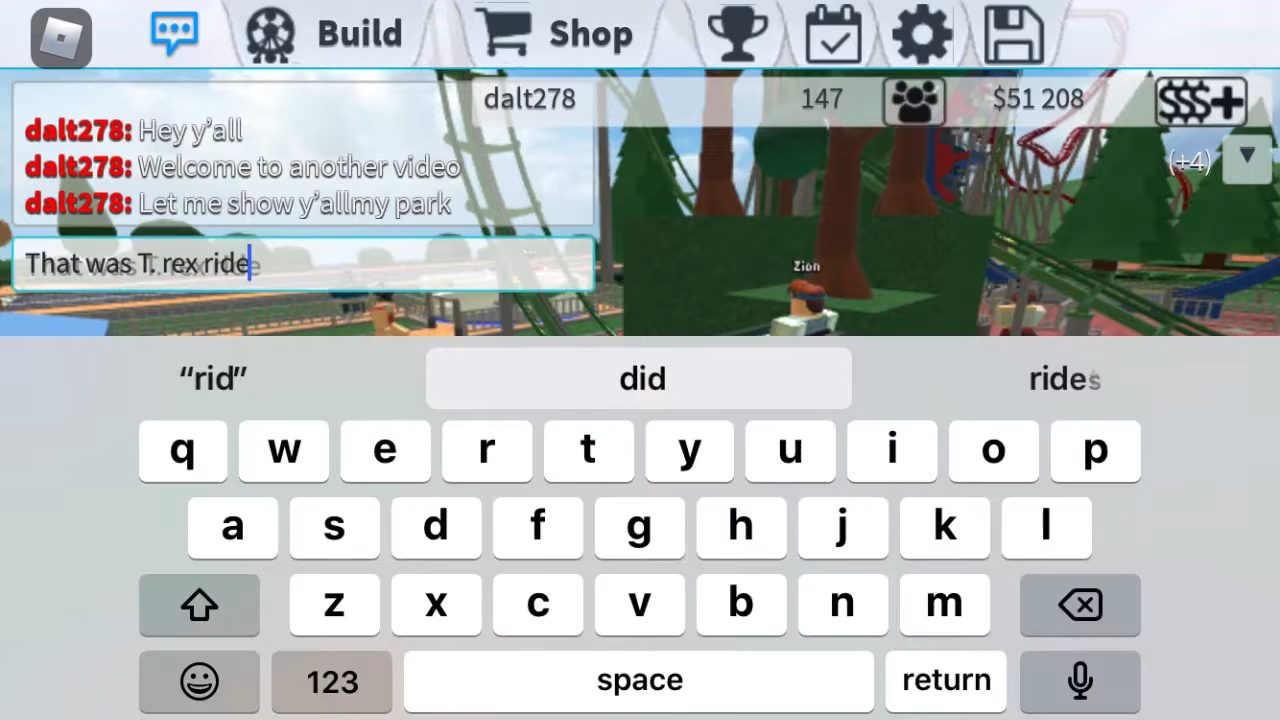 Build
Shop
dalt278
147
$51 208
$$$+
(+4)
dalt278: Hey y’all
dalt278: Welcome to another video
dalt278: Let me show y’allmy park
That was T. rex ride
Zion
“rid”
did
rides
q w e r t y u i o p
a s d f g h j k l
z x c v b n m
123
space
return